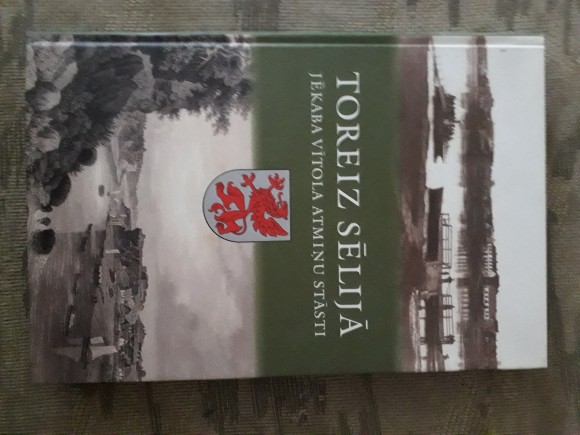 TOREIZ SĒLIJĀ
JĒKABA VĪTOLA ATMIŅU STĀSTI